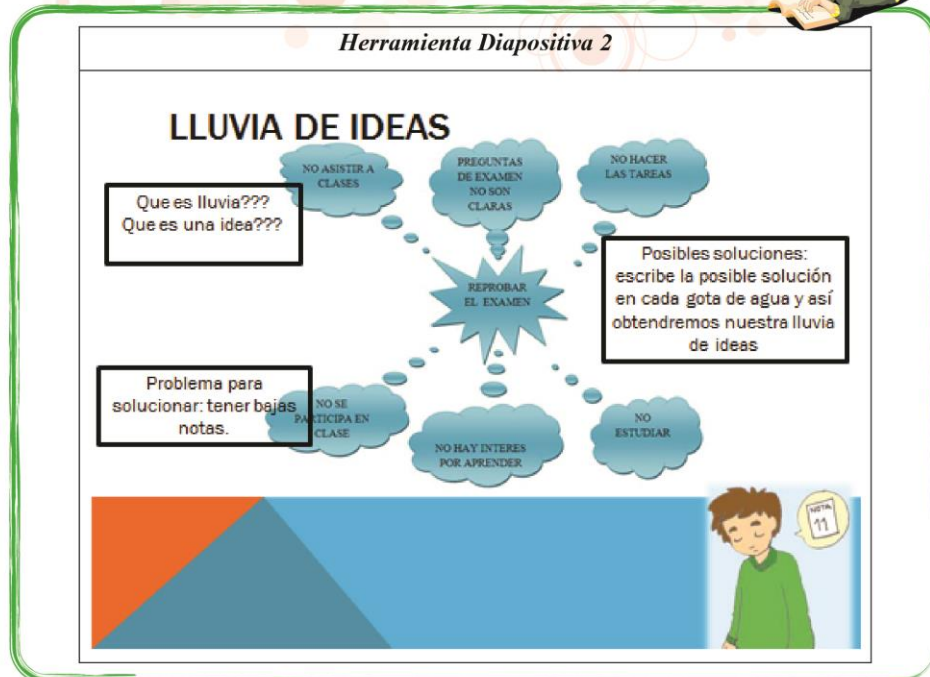 Herramienta Diapositiva 2
LLUVIA DE IDEAS
NO ASISTIR A
CLASES
PREGUNTAS
DE EXAMEN
NO SON
CLARAS
NO HACER
LAS TAREAS
Que es lluvia???
Que es una idea???
Posibles soluciones:
escribe la posible solución
en cada gota de agua y así
obtendremos nuestra lluvia
de ideas
REPROBAR
EL EXAMEN
Problema para
solucionar: tener bajas
notas.
NO SE
PARTICIPA EN
CLASE
NO HAY INTERES
POR APRENDER
NO
ESTUDIAR
NOTA
11